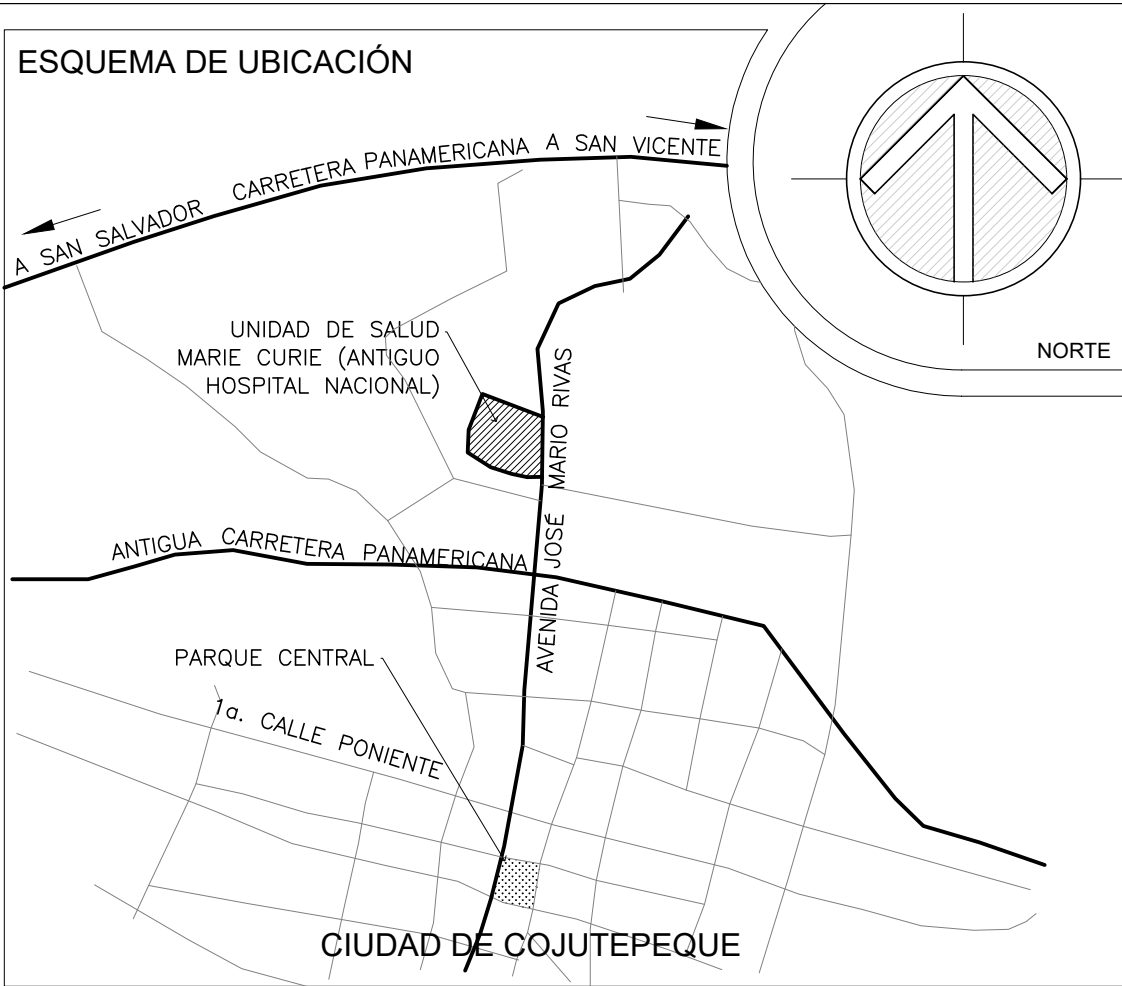 ESQUEMA DE UBICACIÓN
A SAN SALVADOR CARRETERA PANAMERICANA A SAN VICENTE
NORTE
UNIDAD DE SALUD
MARIE CURIE (ANTIGUO
HOSPITAL NACIONAL)
AVENIDA JOSÉ MARIO RIVAS
ANTIGUA CARRETERA PANAMERICANA
PARQUE CENTRAL
1a. CALLE PONIENTE
CIUDAD DE COJUTEPEQUE